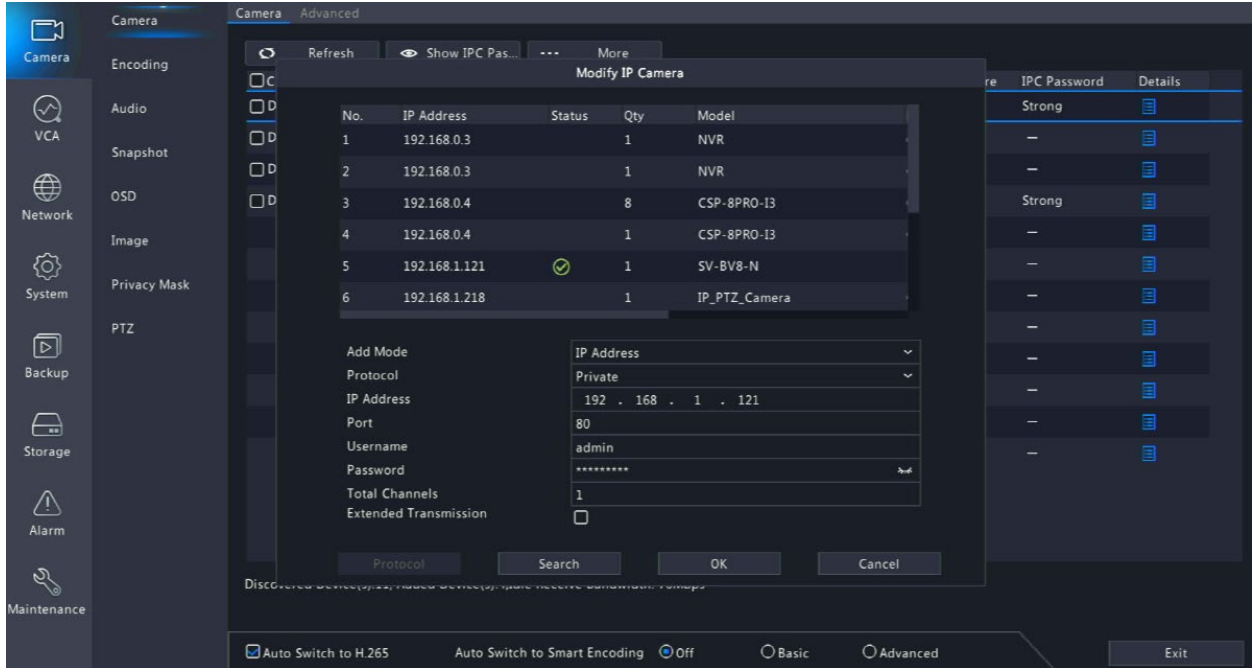 Camera
VCA
Network
System
Backup
Storage
Alarm
Maintenance
Camera
Encoding
Audio
Snapshot
OSD
Image
Privacy Mask
PTZ
Camera Advanced
Refresh Show IPC Pas... ... More
Modify IP Camera
re IPC Password Details
Strong
—
—
Strong
—
—
—
—
—
—
—
—
No. IP Address Status Qty Model
1 192.168.0.3 1 NVR
2 192.168.0.3 1 NVR
3 192.168.0.4 8 CSP-8PRO-I3
4 192.168.0.4 1 CSP-8PRO-I3
5 192.168.1.121 1 SV-BV8-N
6 192.168.1.218 1 IP_PTZ_Camera
Add Mode IP Address
Protocol Private
IP Address 192 . 168 . 1 . 121
Port 80
Username admin
Password *********
Total Channels 1
Extended Transmission
Protocol Search OK Cancel
Auto Switch to H.265 Auto Switch to Smart Encoding Off Basic Advanced Exit